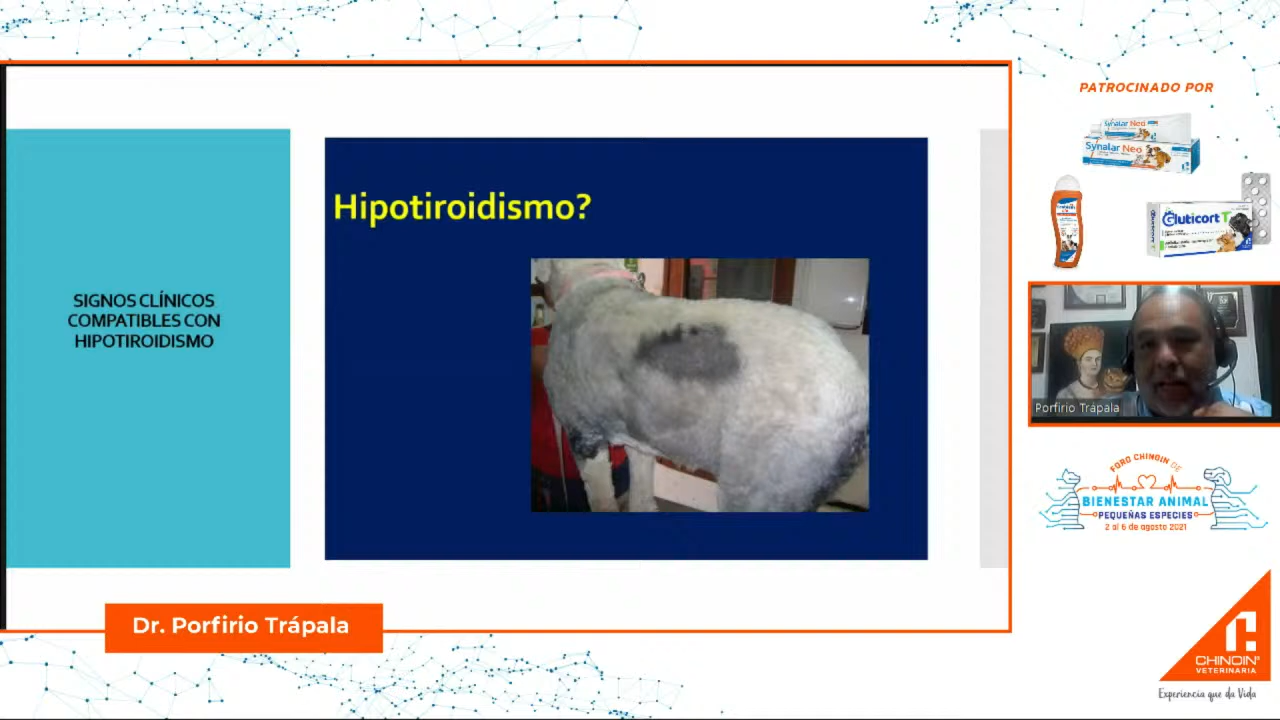 PATROCINADO POR
Synalar Neo
Synalar Neo
Gluticort T
Hipotiroidismo?
SIGNOS CLÍNICOS
COMPATIBLES CON
HIPOTIROIDISMO
Porfirio Trápala
FORO CHINOIN DE
BIENESTAR ANIMAL
PEQUEÑAS ESPECIES
2 al 6 de agosto 2021
Dr. Porfirio Trápala
CHINOIN
VETERINARIA
Experiencia que da Vida